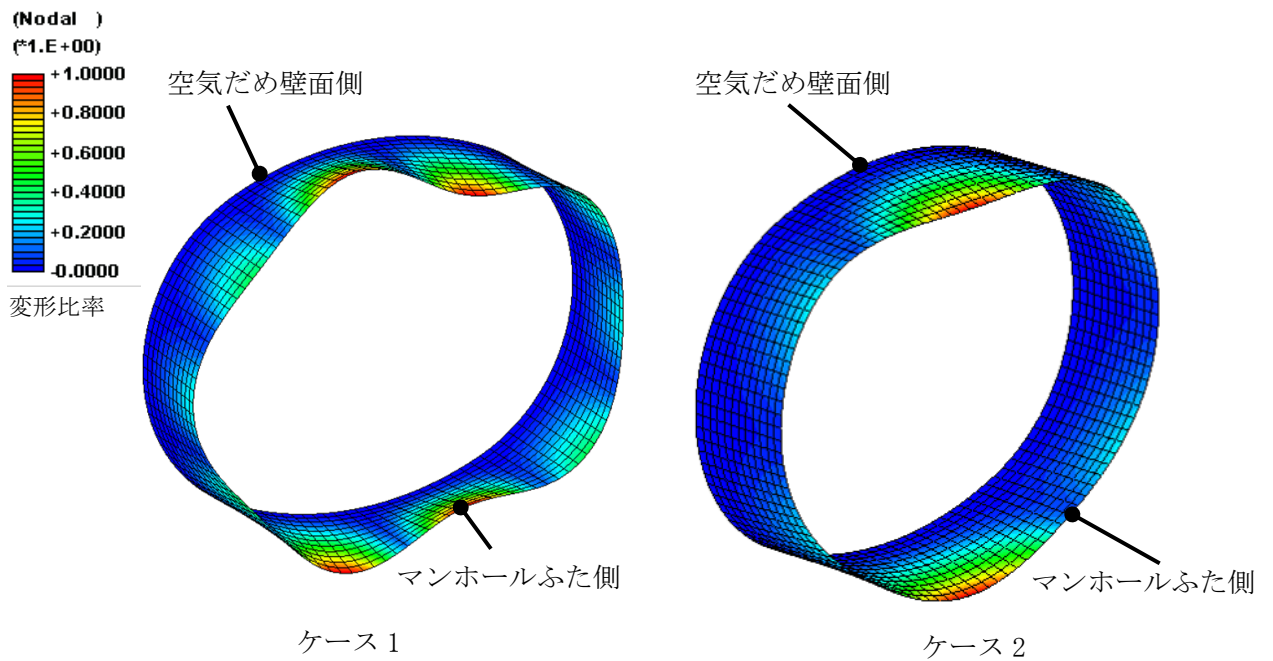 (Nodal )
(*1.E+00)
+1.0000
+0.8000
+0.6000
+0.4000
+0.2000
-0.0000
変形比率
空気だめ壁面側
マンホールふた側
ケース1
空気だめ壁面側
マンホールふた側
ケース2